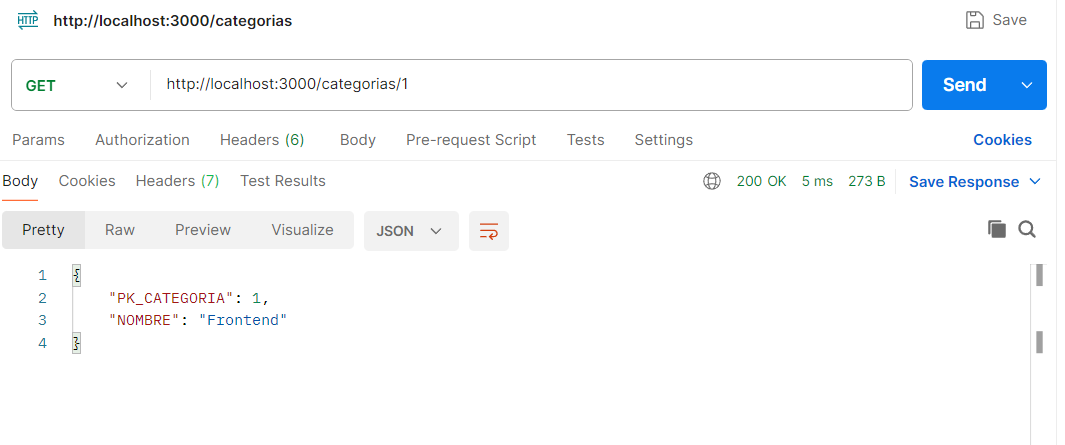 HTTP http://localhost:3000/categorias Save
GET http://localhost:3000/categorias/1 Send
Params Authorization Headers (6) Body Pre-request Script Tests Settings Cookies
Body Cookies Headers (7) Test Results 200 OK 5 ms 273 B Save Response
Pretty Raw Preview Visualize JSON
1 {
2 "PK_CATEGORIA": 1,
3 "NOMBRE": "Frontend"
4 }